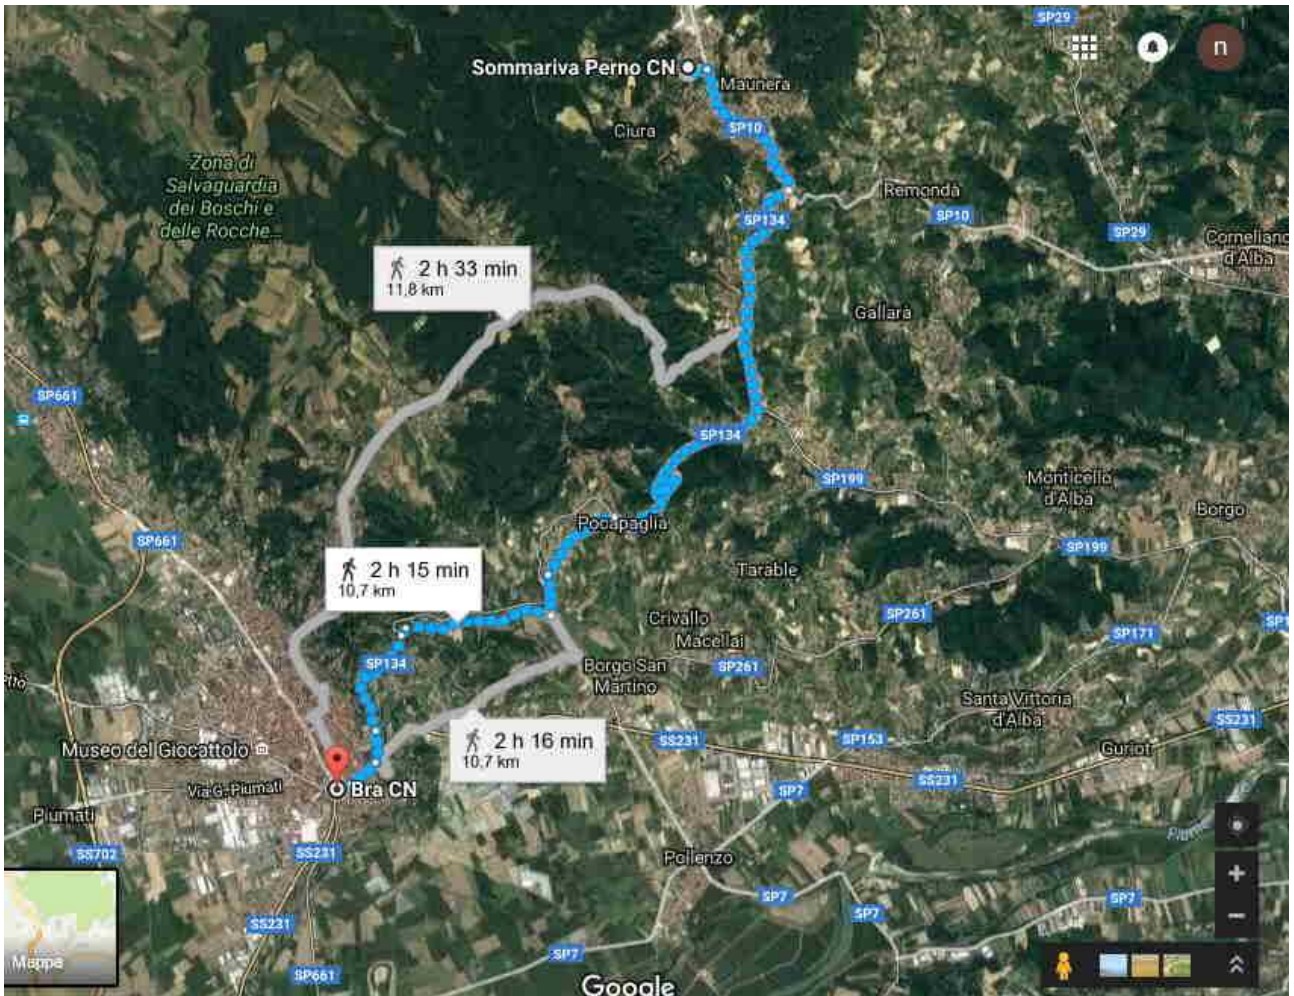 SP29
n
Sommariva Perno CN
Maunera
Ciura
SP10
Zona di
Salvaguardia
dei Boschi e
delle Rocche...
Remondà
SP134
SP10
SP29
Corneliano
d'Alba
2 h 33 min
11,8 km
Gallarà
SP661
SP134
SP199
Monticello
d'Alba
Borgo
Pocapaglia
SP661
SP199
2 h 15 min
10,7 km
Tarable
Crivallo
Macellai
SP261
SP171
SP134
Borgo San
Martino
SP261
Santa Vittoria
d'Alba
SS231
Museo del Giocattolo
2 h 16 min
10,7 km
SS231
SP153
Guriot
SS231
Via G. Piumati
Bra CN
SP7
Piumati
SS702
SS231
Pollenzo
SP7
SP7
SP7
SS231
SP7
Mappa
SP661
Google